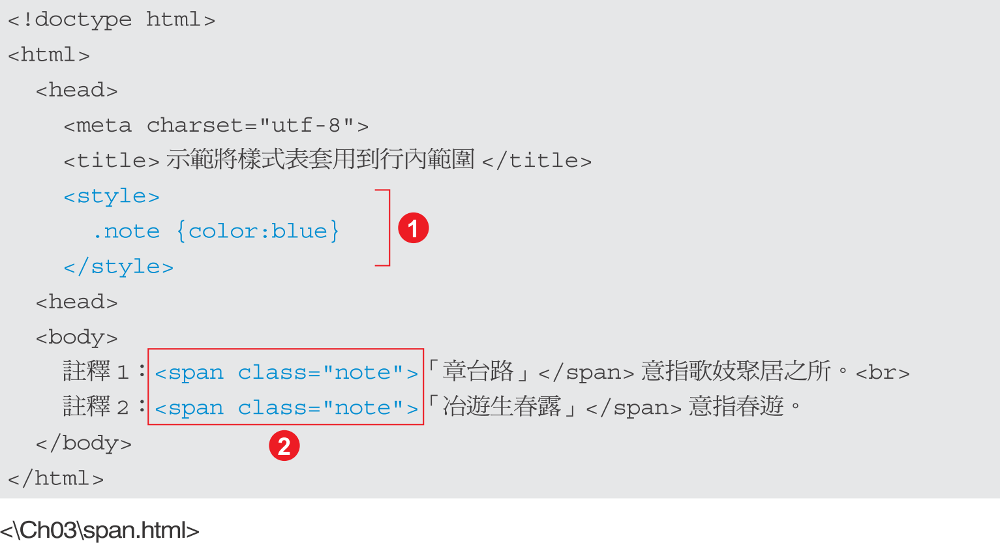 <!doctype html>
<html>
  <head>
    <meta charset="utf-8">
    <title>示範將樣式表套用到行內範圍</title>
    <style>
      .note {color:blue}
    </style>
1
  <head>
  <body>
    註釋1：<span class="note">「章台路」</span>意指歌妓聚居之所。<br>
    註釋2：<span class="note">「冶遊生春露」</span>意指春遊。
  </body>
2
</html>
<\Ch03\span.html>